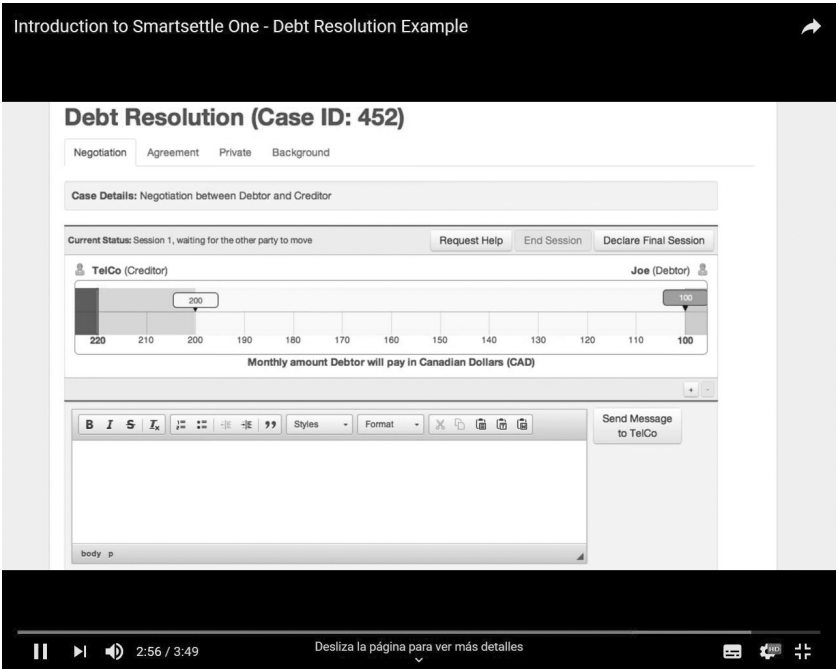 Introduction to Smartsettle One - Debt Resolution Example
Debt Resolution (Case ID: 452)
Negotiation Agreement Private Background
Case Details: Negotiation between Debtor and Creditor
Current Status: Session 1, waiting for the other party to move Request Help End Session Declare Final Session
TelCo (Creditor) Joe (Debtor)
200 100
220 210 200 190 180 170 160 150 140 130 120 110 100
Monthly amount Debtor will pay in Canadian Dollars (CAD)
+ -
B I S Ix Styles Format
Send Message
to TelCo
body p
2:56 / 3:49 Desliza la página para ver más detalles HD